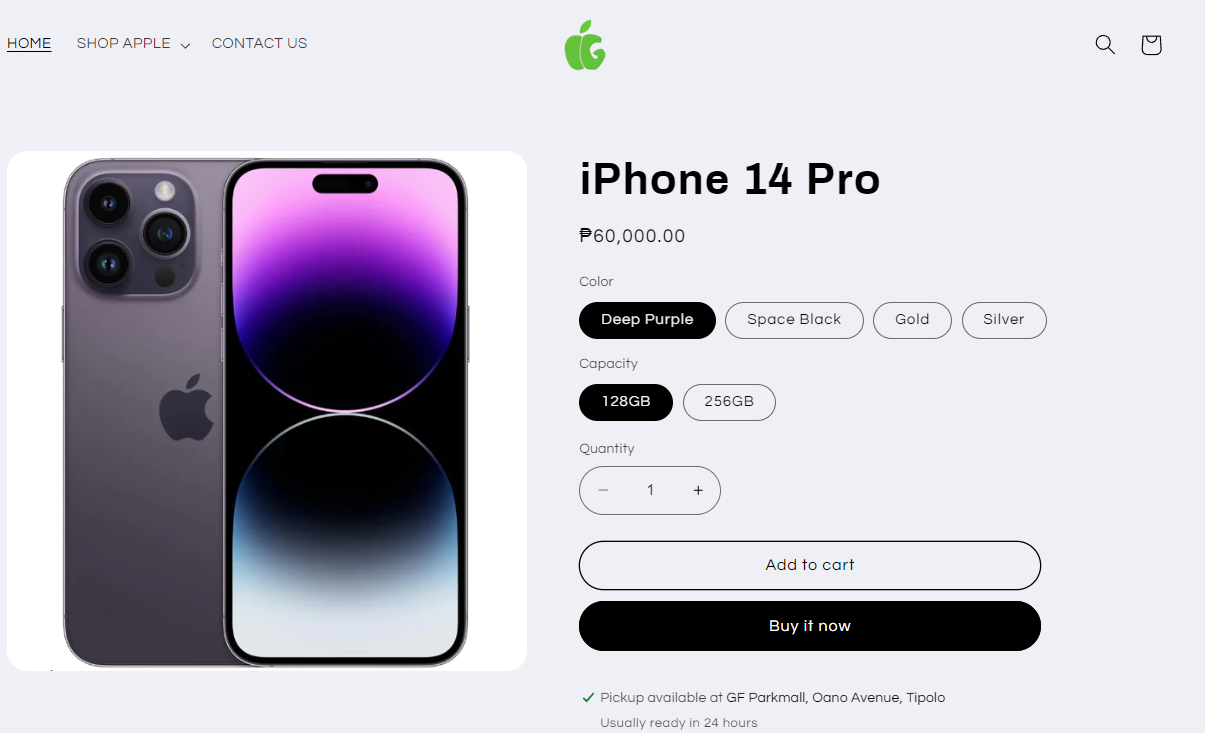 HOME SHOP APPLE CONTACT US
iPhone 14 Pro
₱60,000.00
Color
Deep Purple Space Black Gold Silver
Capacity
128GB 256GB
Quantity
− 1 +
Add to cart
Buy it now
Pickup available at GF Parkmall, Oano Avenue, Tipolo
Usually ready in 24 hours